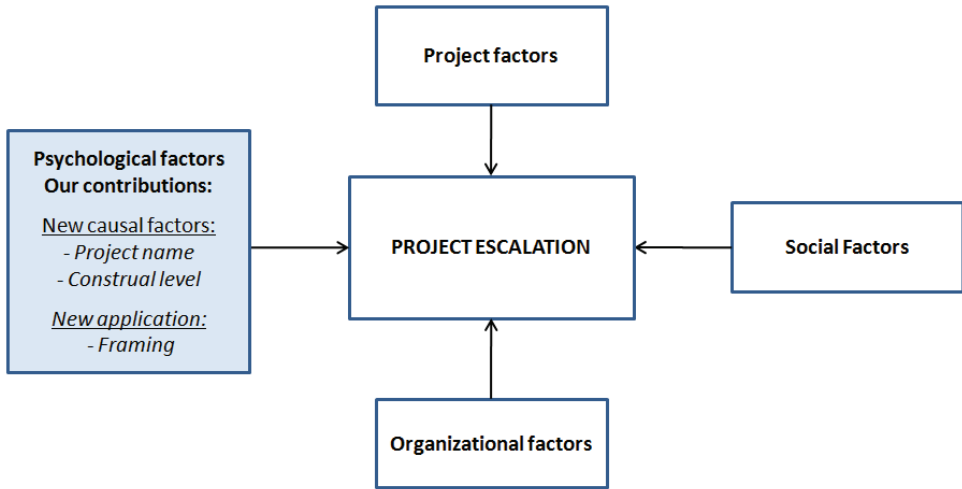 Project factors
Psychological factors
Our contributions:
New causal factors:
- Project name
- Construal level
New application:
- Framing
PROJECT ESCALATION
Social Factors
Organizational factors